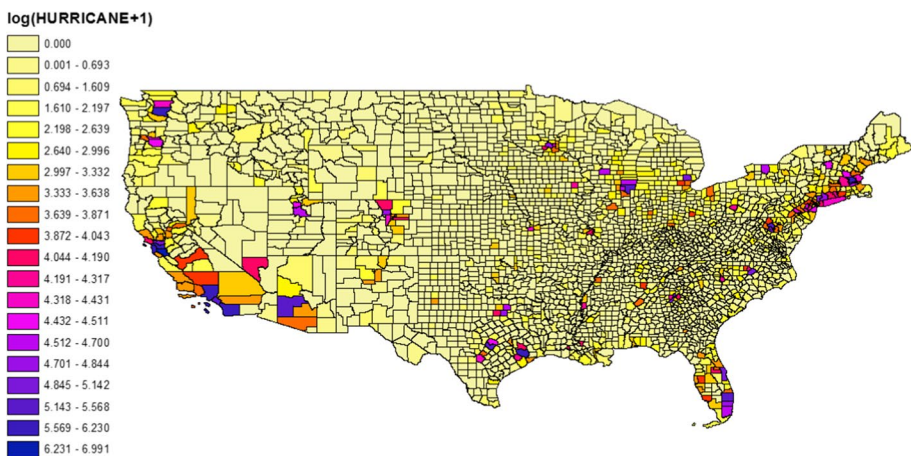 log(HURRICANE+1)
0.000
0.001 - 0.693
0.694 - 1.609
1.610 - 2.197
2.198 - 2.639
2.640 - 2.996
2.997 - 3.332
3.333 - 3.638
3.639 - 3.871
3.872 - 4.043
4.044 - 4.190
4.191 - 4.317
4.318 - 4.431
4.432 - 4.511
4.512 - 4.700
4.701 - 4.844
4.845 - 5.142
5.143 - 5.568
5.569 - 6.230
6.231 - 6.991